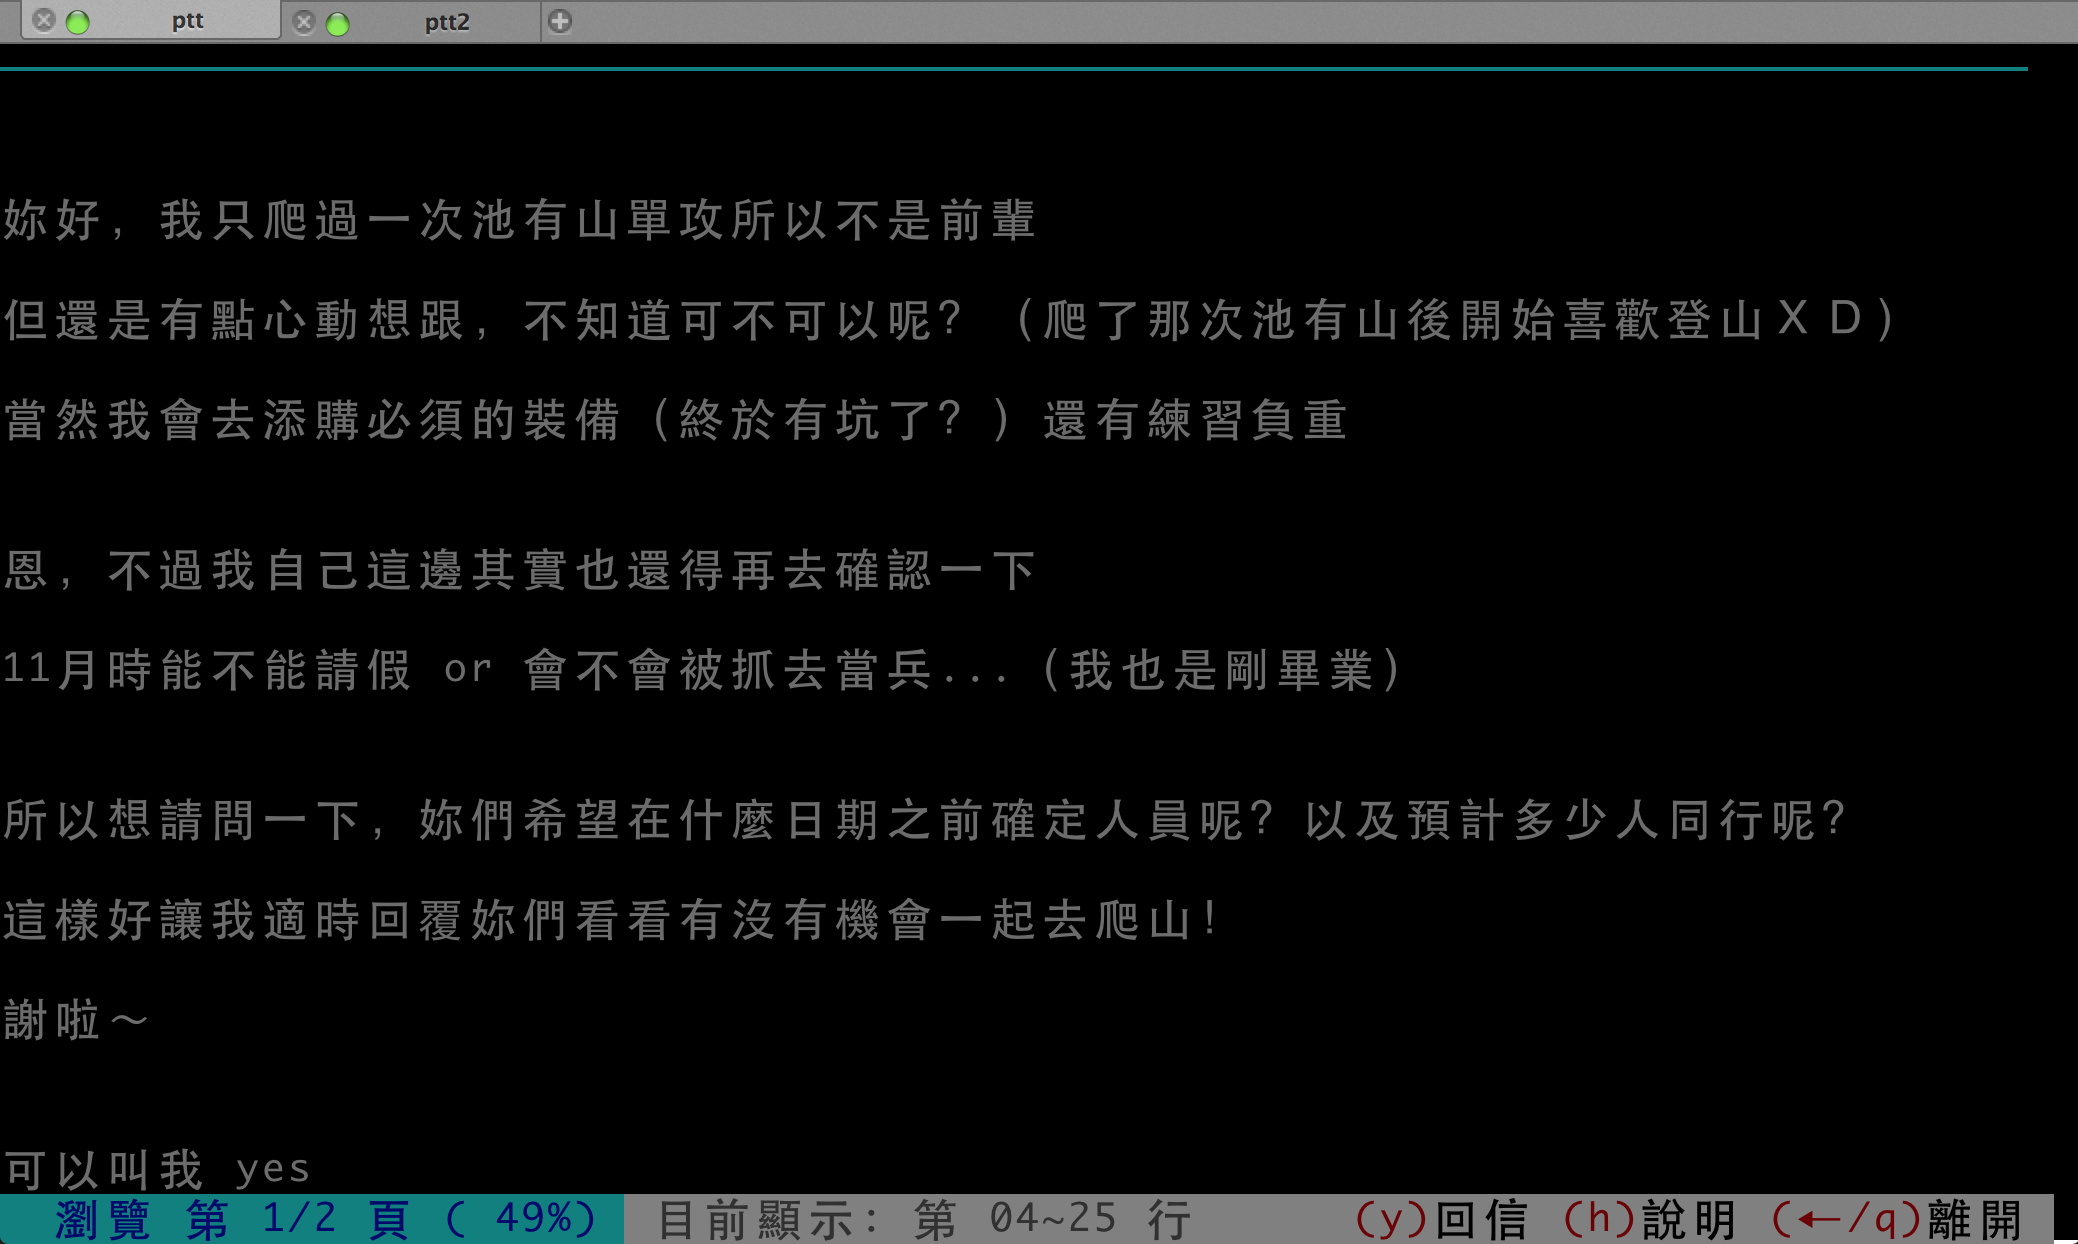 ptt ptt2
妳好，我只爬過一次池有山單攻所以不是前輩
但還是有點心動想跟，不知道可不可以呢？（爬了那次池有山後開始喜歡登山ＸＤ）
當然我會去添購必須的裝備（終於有坑了？）還有練習負重
恩，不過我自己這邊其實也還得再去確認一下
11月時能不能請假 or 會不會被抓去當兵...（我也是剛畢業）
所以想請問一下，妳們希望在什麼日期之前確定人員呢？以及預計多少人同行呢？
這樣好讓我適時回覆妳們看看有沒有機會一起去爬山！
謝啦～
可以叫我 yes
瀏覽 第 1/2 頁 ( 49%) 目前顯示: 第 04~25 行 (y)回信 (h)說明 (←/q)離開